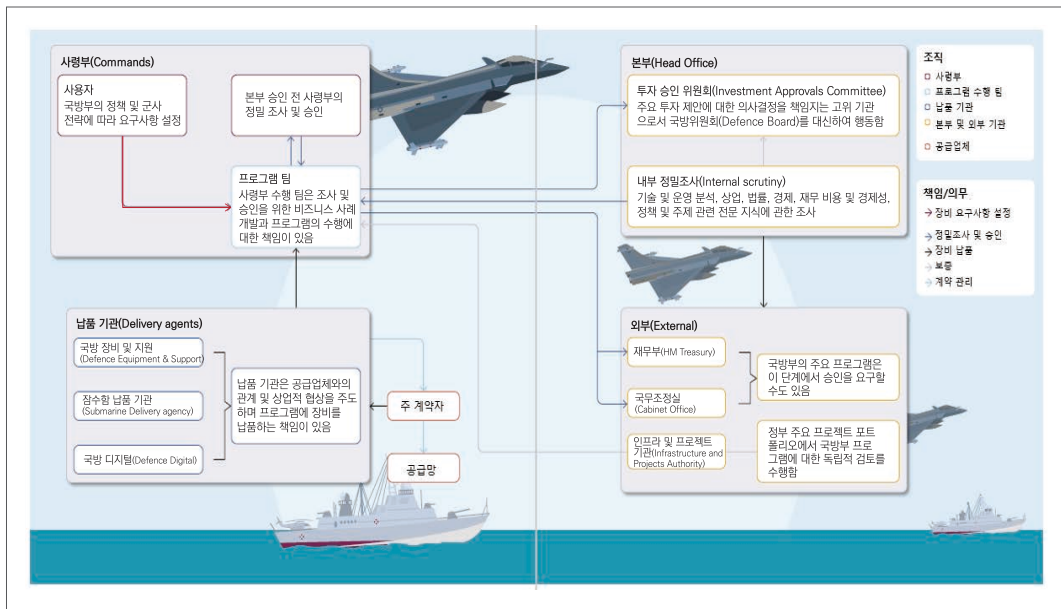 사령부(Commands)
사용자
국방부의 정책 및 군사
전략에 따라 요구사항 설정
본부 승인 전 사령부의
정밀 조사 및 승인
프로그램 팀
사령부 수행 팀은 조사 및
승인을 위한 비즈니스 사례
개발과 프로그램의 수행에
대한 책임이 있음
납품 기관(Delivery agents)
국방 장비 및 지원
(Defence Equipment & Support)
잠수함 납품 기관
(Submarine Delivery agency)
국방 디지털(Defence Digital)
납품 기관은 공급업체와의
관계 및 상업적 협상을 주도
하며 프로그램에 장비를
납품하는 책임이 있음
주 계약자
공급망
본부(Head Office)
투자 승인 위원회(Investment Approvals Committee)
주요 투자 제안에 대한 의사결정을 책임지는 고위 기관
으로서 국방위원회(Defence Board)를 대신하여 행동함
내부 정밀조사(Internal scrutiny)
기술 및 운영 분석, 상업, 법률, 경제, 재무 비용 및 경제성,
정책 및 주제 관련 전문 지식에 관한 조사
외부(External)
재무부(HM Treasury)
국무조정실
(Cabinet Office)
인프라 및 프로젝트
기관(Infrastructure and
Projects Authority)
국방부의 주요 프로그램은
이 단계에서 승인을 요구할
수도 있음
정부 주요 프로젝트 포트
폴리오에서 국방부 프로
그램에 대한 독립적 검토를
수행함
조직
사령부
프로그램 수행 팀
납품 기관
본부 및 외부 기관
공급업체
책임/의무
장비 요구사항 설정
정밀조사 및 승인
장비 납품
보증
계약 관리